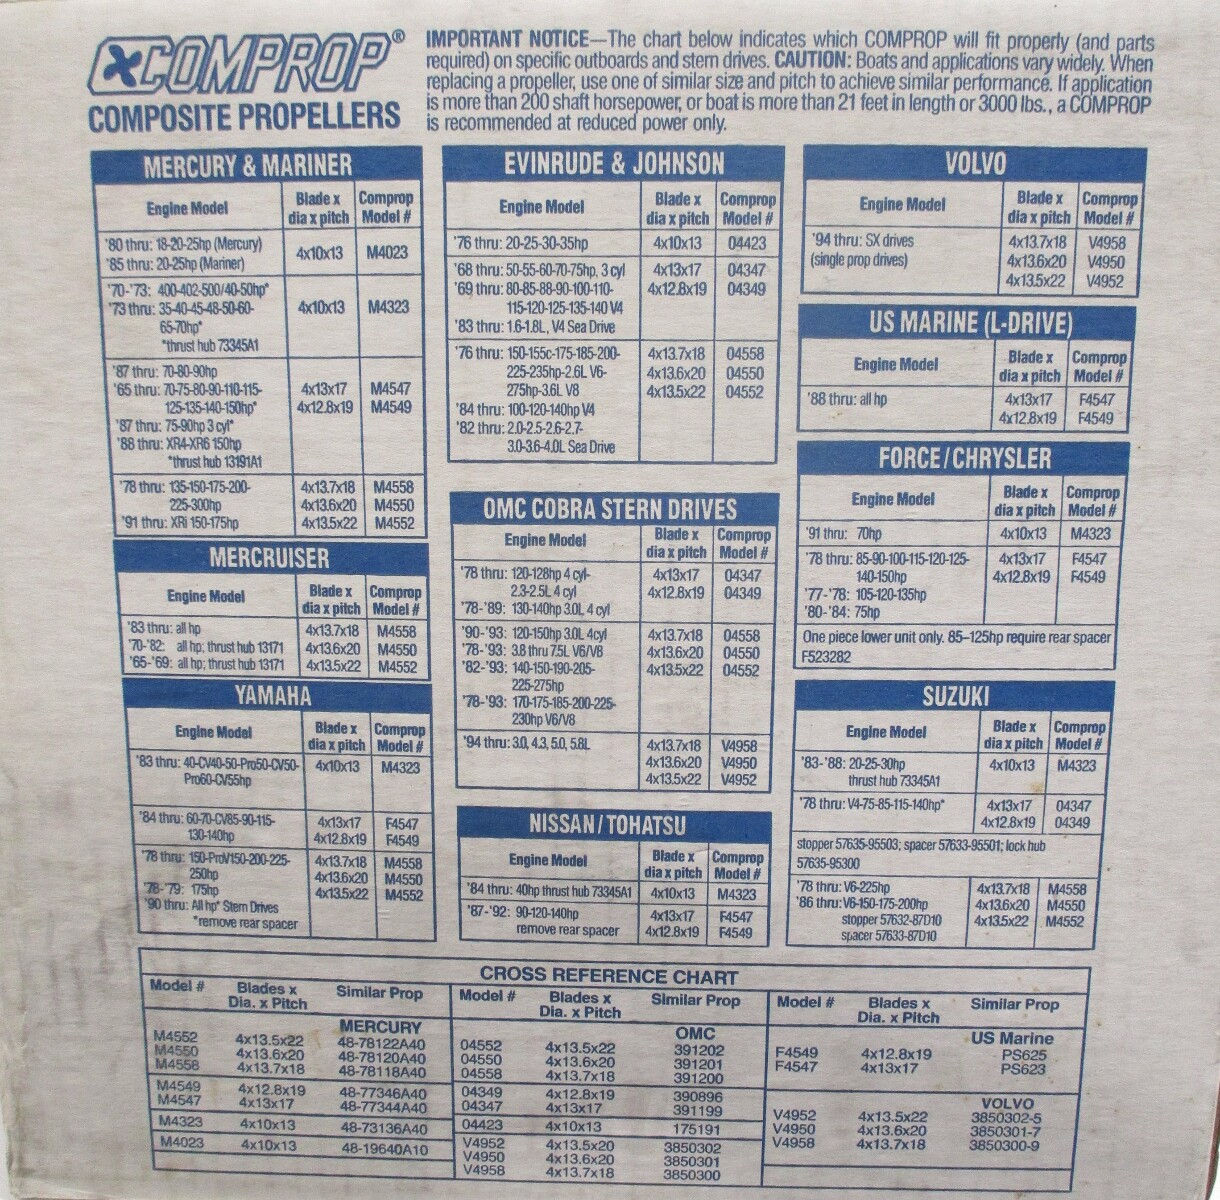 COMPROP®
COMPOSITE PROPELLERS
IMPORTANT NOTICE—The chart below indicates which COMPROP will fit properly (and parts
required) on specific outboards and stern drives. CAUTION: Boats and applications vary widely. When
replacing a propeller, use one of similar size and pitch to achieve similar performance. If application
is more than 200 shaft horsepower, or boat is more than 21 feet in length or 3000 lbs., a COMPROP
is recommended at reduced power only.
MERCURY & MARINER
Engine Model Blade x dia x pitch Comprop Model #
'80 thru: 18-20-25hp (Mercury) 4x10x13 M4023
'85 thru: 20-25hp (Mariner)
'70-'73: 400-402-500/40-50hp*
'73 thru: 35-40-45-48-50-60- 4x10x13 M4323
65-70hp*
*thrust hub 73345A1
'87 thru: 70-80-90hp
'65 thru: 70-75-80-90-110-115- 4x13x17 M4547
125-135-140-150hp* 4x12.8x19 M4549
'87 thru: 75-90hp 3 cyl*
'88 thru: XR4-XR6 150hp
*thrust hub 13191A1
'78 thru: 135-150-175-200- 4x13.7x18 M4558
225-300hp 4x13.6x20 M4550
'91 thru: XRi 150-175hp 4x13.5x22 M4552
MERCRUISER
Engine Model Blade x dia x pitch Comprop Model #
'83 thru: all hp 4x13.7x18 M4558
'70-'82: all hp; thrust hub 13171 4x13.6x20 M4550
'65-'69: all hp; thrust hub 13171 4x13.5x22 M4552
YAMAHA
Engine Model Blade x dia x pitch Comprop Model #
'83 thru: 40-CV40-50-Pro50-CV50- 4x10x13 M4323
Pro60-CV55hp
'84 thru: 60-70-CV85-90-115- 4x13x17 F4547
130-140hp 4x12.8x19 F4549
'78 thru: 150-ProV150-200-225- 4x13.7x18 M4558
250hp 4x13.6x20 M4550
'78-'79: 175hp 4x13.5x22 M4552
'90 thru: All hp* Stern Drives
*remove rear spacer
EVINRUDE & JOHNSON
Engine Model Blade x dia x pitch Comprop Model #
'76 thru: 20-25-30-35hp 4x10x13 04423
'68 thru: 50-55-60-70-75hp, 3 cyl 4x13x17 04347
'69 thru: 80-85-88-90-100-110- 4x12.8x19 04349
115-120-125-135-140 V4
'83 thru: 1.6-1.8L, V4 Sea Drive
'76 thru: 150-155c-175-185-200- 4x13.7x18 04558
225-235hp-2.6L V6- 4x13.6x20 04550
275hp-3.6L V8 4x13.5x22 04552
'84 thru: 100-120-140hp V4
'82 thru: 2.0-2.5-2.6-2.7-
3.0-3.6-4.0L Sea Drive
OMC COBRA STERN DRIVES
Engine Model Blade x dia x pitch Comprop Model #
'78 thru: 120-128hp 4 cyl- 4x13x17 04347
2.3-2.5L 4 cyl 4x12.8x19 04349
'78-'89: 130-140hp 3.0L 4 cyl
'90-'93: 120-150hp 3.0L 4cyl 4x13.7x18 04558
'78-'93: 3.8 thru 7.5L V6/V8 4x13.6x20 04550
'82-'93: 140-150-190-205- 4x13.5x22 04552
225-275hp
'78-'93: 170-175-185-200-225-
230hp V6/V8
'94 thru: 3.0, 4.3, 5.0, 5.8L 4x13.7x18 V4958
4x13.6x20 V4950
4x13.5x22 V4952
NISSAN/TOHATSU
Engine Model Blade x dia x pitch Comprop Model #
'84 thru: 40hp thrust hub 73345A1 4x10x13 M4323
'87-'92: 90-120-140hp 4x13x17 F4547
remove rear spacer 4x12.8x19 F4549
VOLVO
Engine Model Blade x dia x pitch Comprop Model #
'94 thru: SX drives 4x13.7x18 V4958
(single prop drives) 4x13.6x20 V4950
4x13.5x22 V4952
US MARINE (L-DRIVE)
Engine Model Blade x dia x pitch Comprop Model #
'88 thru: all hp 4x13x17 F4547
4x12.8x19 F4549
FORCE/CHRYSLER
Engine Model Blade x dia x pitch Comprop Model #
'91 thru: 70hp 4x10x13 M4323
'78 thru: 85-90-100-115-120-125- 4x13x17 F4547
140-150hp 4x12.8x19 F4549
'77-'78: 105-120-135hp
'80-'84: 75hp
One piece lower unit only. 85–125hp require rear spacer
F523282
SUZUKI
Engine Model Blade x dia x pitch Comprop Model #
'83-'88: 20-25-30hp 4x10x13 M4323
thrust hub 73345A1
'78 thru: V4-75-85-115-140hp* 4x13x17 04347
4x12.8x19 04349
stopper 57635-95503; spacer 57633-95501; lock hub
57635-95300
'78 thru: V6-225hp 4x13.7x18 M4558
'86 thru: V6-150-175-200hp 4x13.6x20 M4550
stopper 57632-87D10 4x13.5x22 M4552
spacer 57633-87D10
CROSS REFERENCE CHART
Model # Blades x Dia. x Pitch Similar Prop
MERCURY
M4552 4x13.5x22 48-78122A40
M4550 4x13.6x20 48-78120A40
M4558 4x13.7x18 48-78118A40
M4549 4x12.8x19 48-77346A40
M4547 4x13x17 48-77344A40
M4323 4x10x13 48-73136A40
M4023 4x10x13 48-19640A10
Model # Blades x Dia. x Pitch Similar Prop
OMC
04552 4x13.5x22 391202
04550 4x13.6x20 391201
04558 4x13.7x18 391200
04349 4x12.8x19 390896
04347 4x13x17 391199
04423 4x10x13 175191
V4952 4x13.5x20 3850302
V4950 4x13.6x20 3850301
V4958 4x13.7x18 3850300
Model # Blades x Dia. x Pitch Similar Prop
US Marine
F4549 4x12.8x19 PS625
F4547 4x13x17 PS623
VOLVO
V4952 4x13.5x22 3850302-5
V4950 4x13.6x20 3850301-7
V4958 4x13.7x18 3850300-9